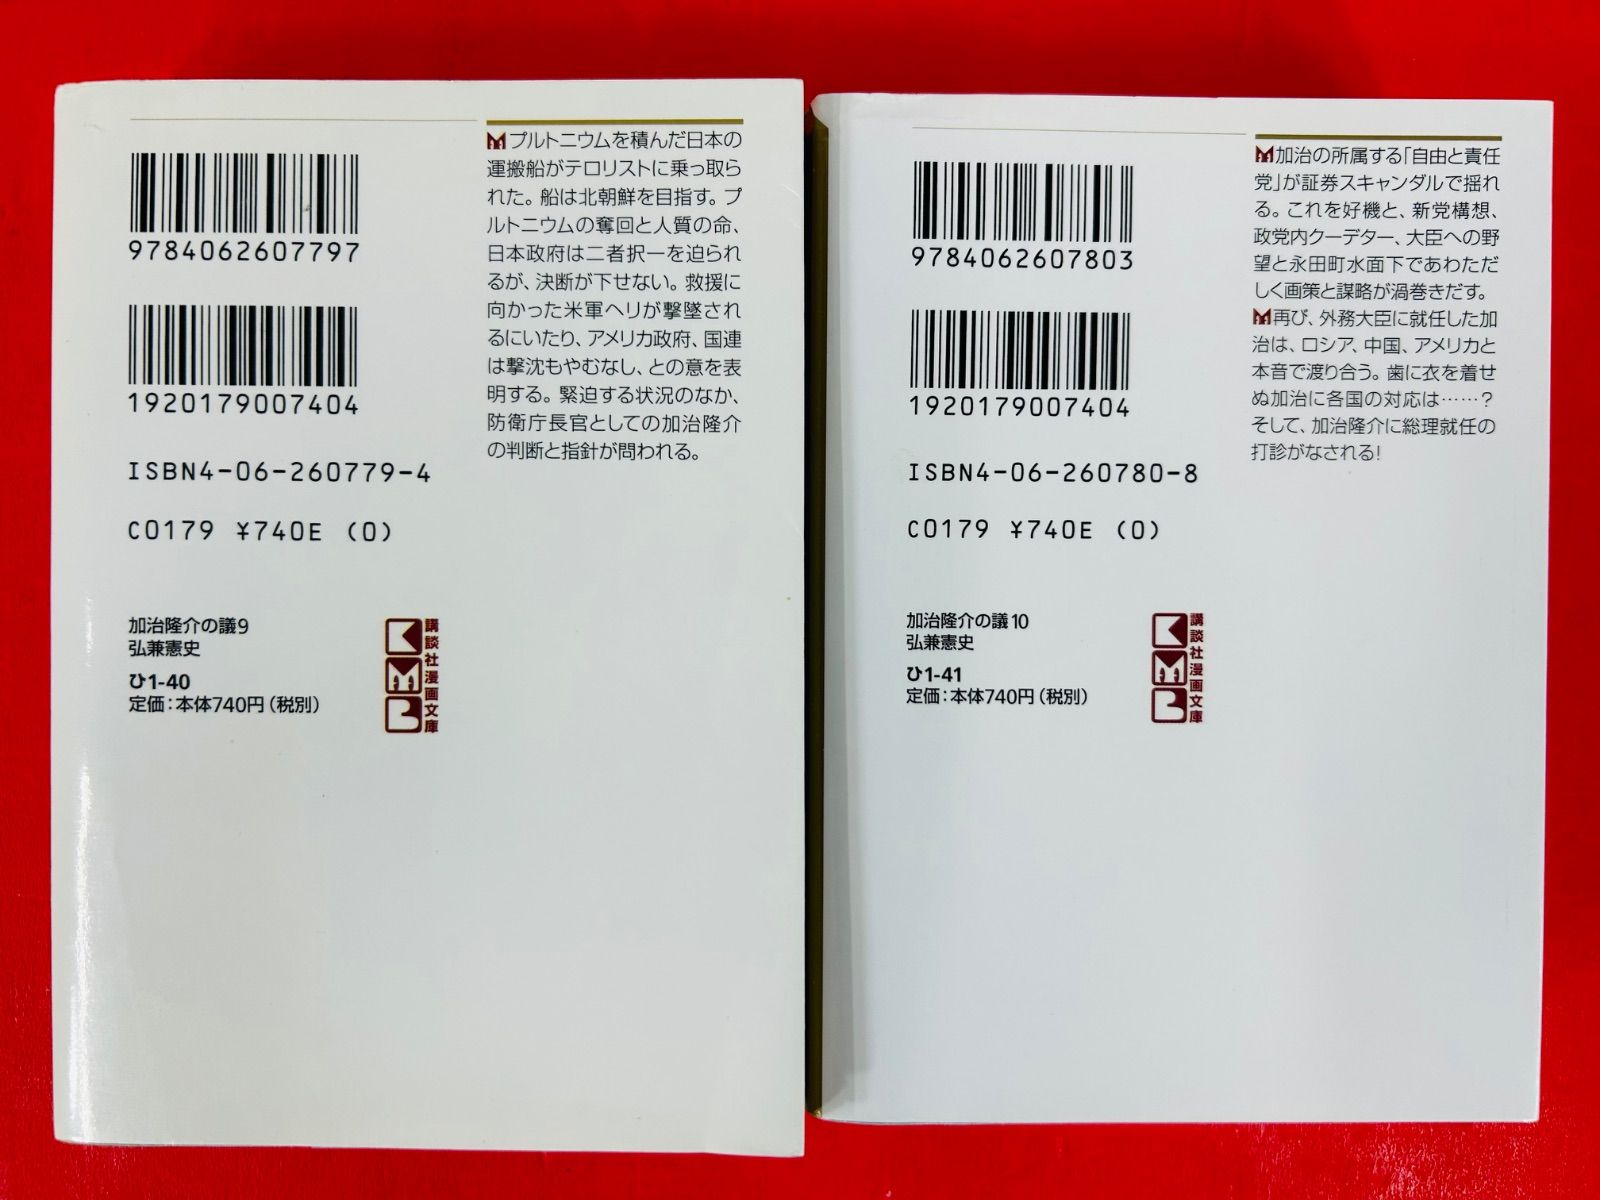 9784062607797
1920179007404
ISBN4-06-260779-4
C0179 ¥740E (0)
プルトニウムを積んだ日本の
運搬船がテロリストに乗っ取ら
れた。船は北朝鮮を目指す。プ
ルトニウムの奪回と人質の命、
日本政府は二者択一を迫られ
るが、決断が下せない。救援に
向かった米軍ヘリが撃墜され
るにいたり、アメリカ政府、国連
は撃沈もやむなし、との意を表
明する。緊迫する状況のなか、
防衛庁長官としての加治隆介
の判断と指針が問われる。
加治隆介の議9
弘兼憲史
ひ1-40
定価:本体740円(税別)
KMB
講談社漫画文庫
9784062607803
1920179007404
ISBN4-06-260780-8
C0179 ¥740E (0)
加治の所属する「自由と責任
党」が証券スキャンダルで揺れ
る。これを好機と、新党構想、
政党内クーデター、大臣への野
望と永田町水面下であわただ
しく画策と謀略が渦巻きだす。
再び、外務大臣に就任した加
治は、ロシア、中国、アメリカと
本音で渡り合う。歯に衣を着せ
ぬ加治に各国の対応は……?
そして、加治隆介に総理就任の
打診がなされる!
加治隆介の議10
弘兼憲史
ひ1-41
定価:本体740円(税別)
KMB
講談社漫画文庫